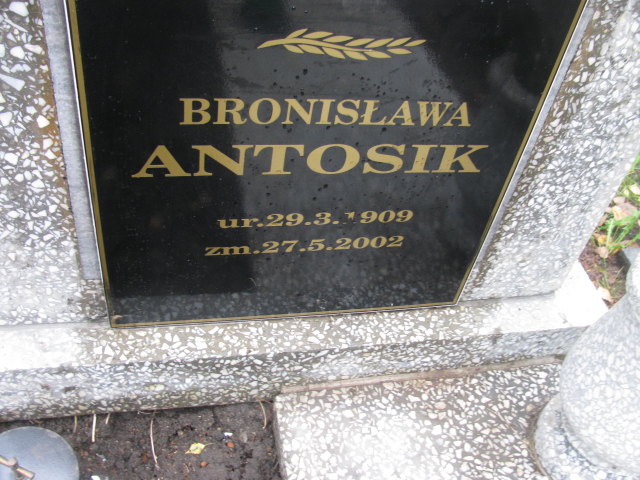 BRONISŁAWA
ANTOSIK
ur.29.3.1909
zm.27.5.2002